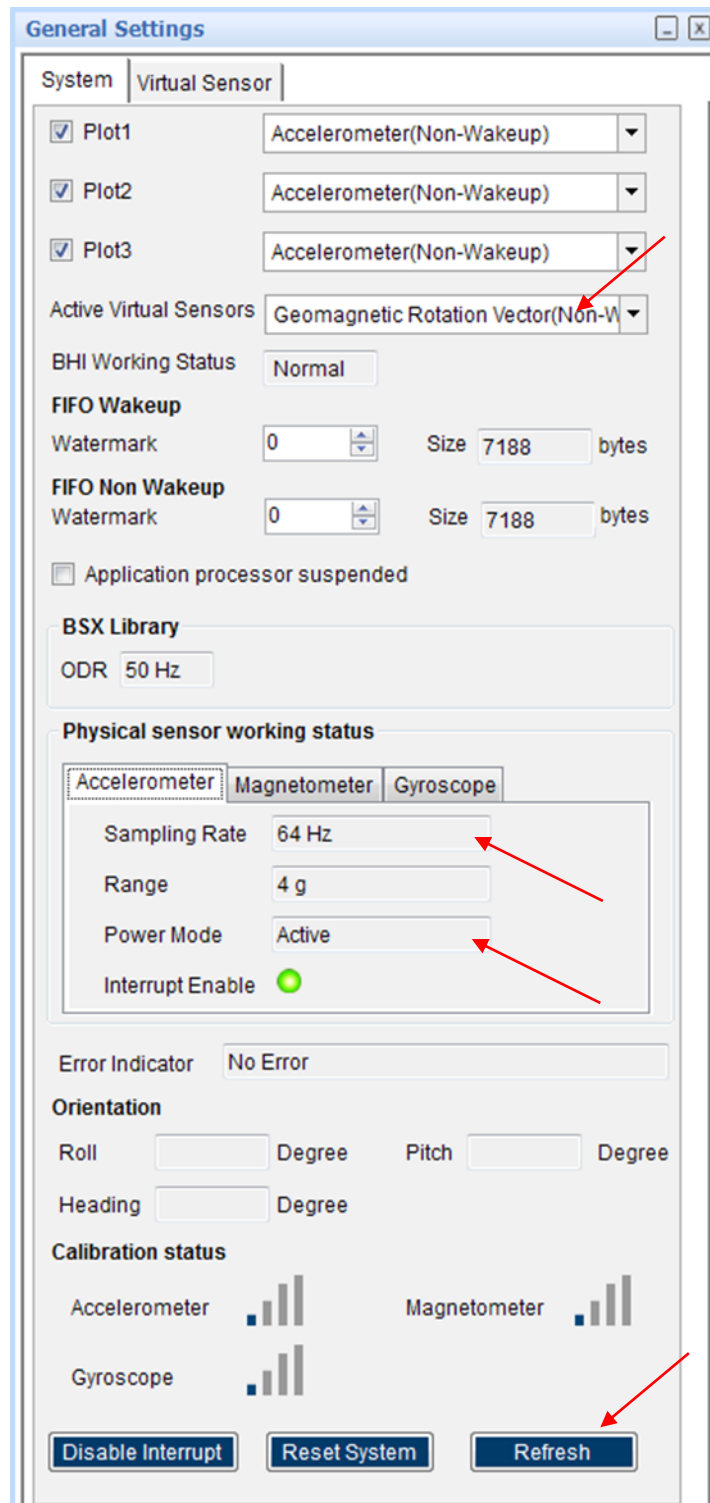 General Settings
System Virtual Sensor
Plot1 Accelerometer(Non-Wakeup)
Plot2 Accelerometer(Non-Wakeup)
Plot3 Accelerometer(Non-Wakeup)
Active Virtual Sensors Geomagnetic Rotation Vector(Non-W
BHI Working Status Normal
FIFO Wakeup
Watermark 0 Size 7188 bytes
FIFO Non Wakeup
Watermark 0 Size 7188 bytes
Application processor suspended
BSX Library
ODR 50 Hz
Physical sensor working status
Accelerometer Magnetometer Gyroscope
Sampling Rate 64 Hz
Range 4 g
Power Mode Active
Interrupt Enable
Error Indicator No Error
Orientation
Roll Degree Pitch Degree
Heading Degree
Calibration status
Accelerometer Magnetometer
Gyroscope
Disable Interrupt Reset System Refresh